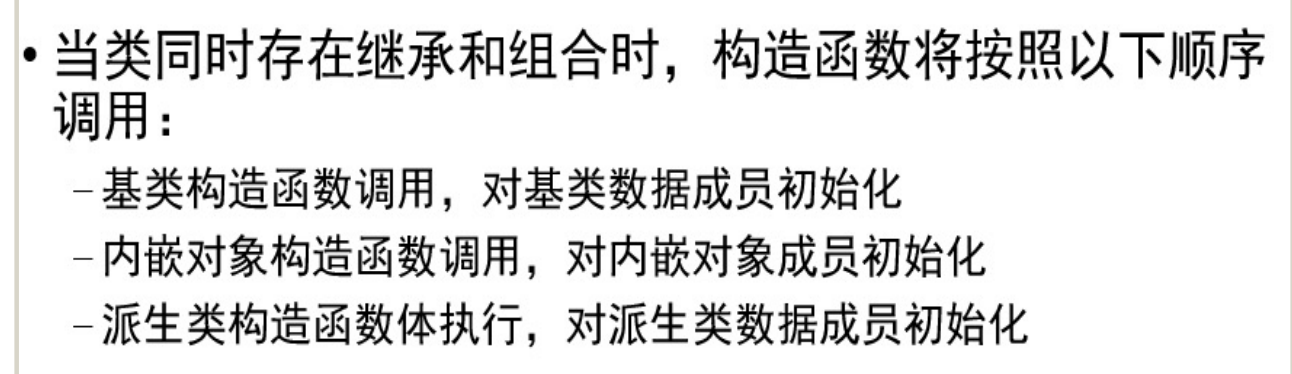 • 当类同时存在继承和组合时，构造函数将按照以下顺序
调用：
– 基类构造函数调用，对基类数据成员初始化
– 内嵌对象构造函数调用，对内嵌对象成员初始化
– 派生类构造函数体执行，对派生类数据成员初始化